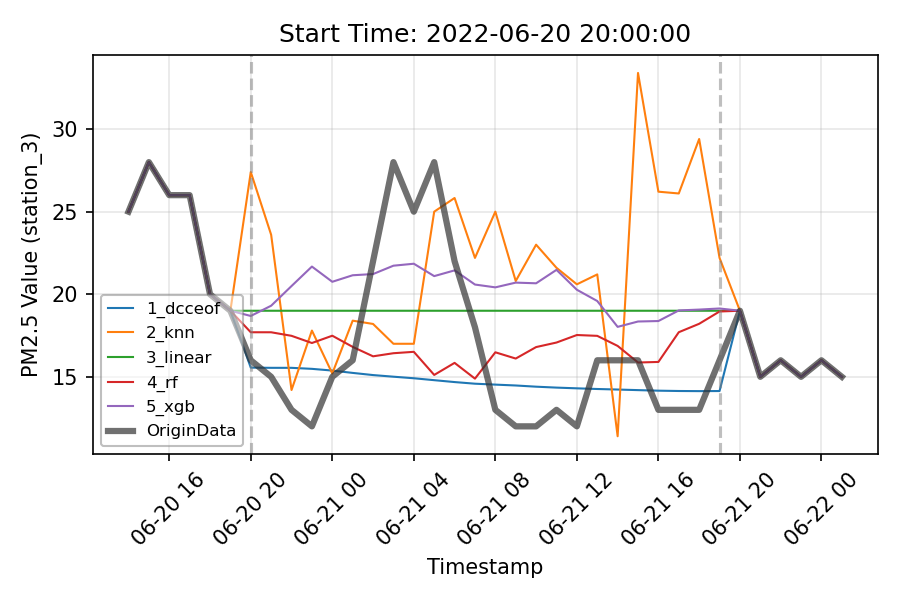 Start Time: 2022-06-20 20:00:00
PM2.5 Value (station_3)
30
25
20
15
1_dcceof
2_knn
3_linear
4_rf
5_xgb
OriginData
06-20 16
06-20 20
06-21 00
06-21 04
06-21 08
06-21 12
06-21 16
06-21 20
06-22 00
Timestamp